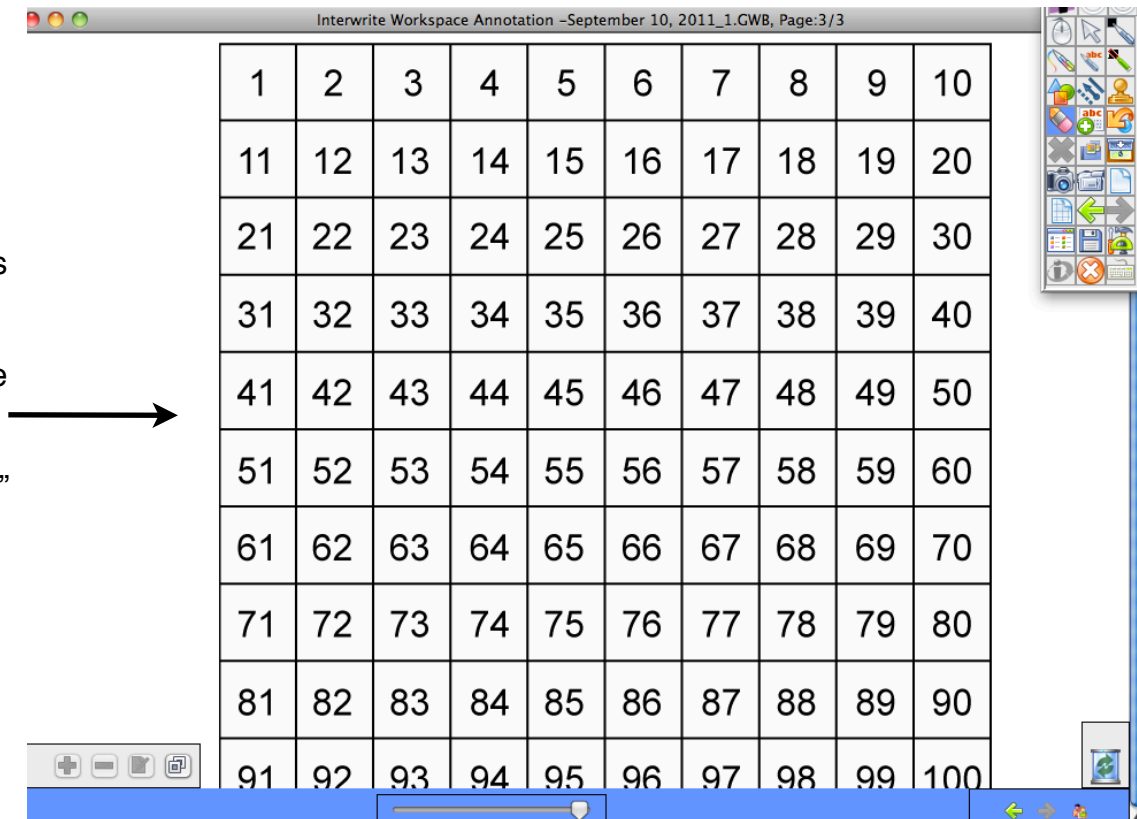 Interwrite Workspace Annotation –September 10, 2011_1.GWB, Page:3/3
1 2 3 4 5 6 7 8 9 10
11 12 13 14 15 16 17 18 19 20
21 22 23 24 25 26 27 28 29 30
s
31 32 33 34 35 36 37 38 39 40
e
41 42 43 44 45 46 47 48 49 50
”
51 52 53 54 55 56 57 58 59 60
61 62 63 64 65 66 67 68 69 70
71 72 73 74 75 76 77 78 79 80
81 82 83 84 85 86 87 88 89 90
91 92 93 94 95 96 97 98 99 100
abc
abc